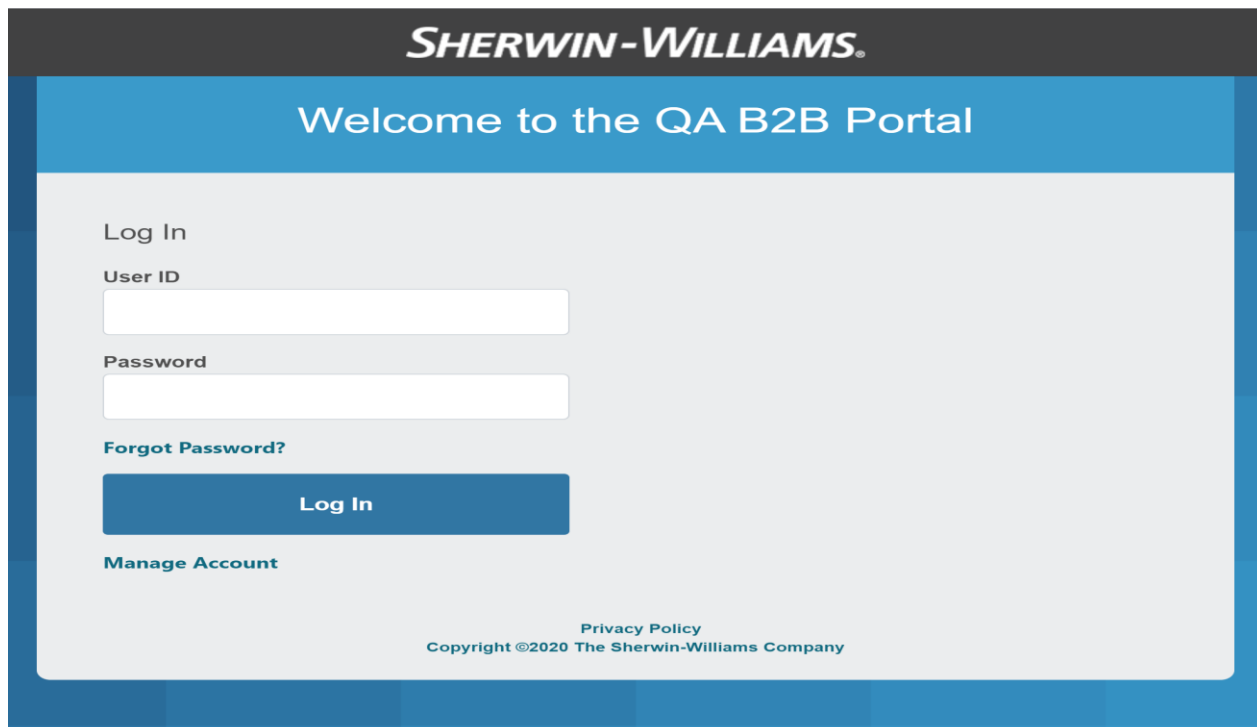 SHERWIN-WILLIAMS®
Welcome to the QA B2B Portal
Log In
User ID
Password
Forgot Password?
Log In
Manage Account
Privacy Policy
Copyright ©2020 The Sherwin-Williams Company